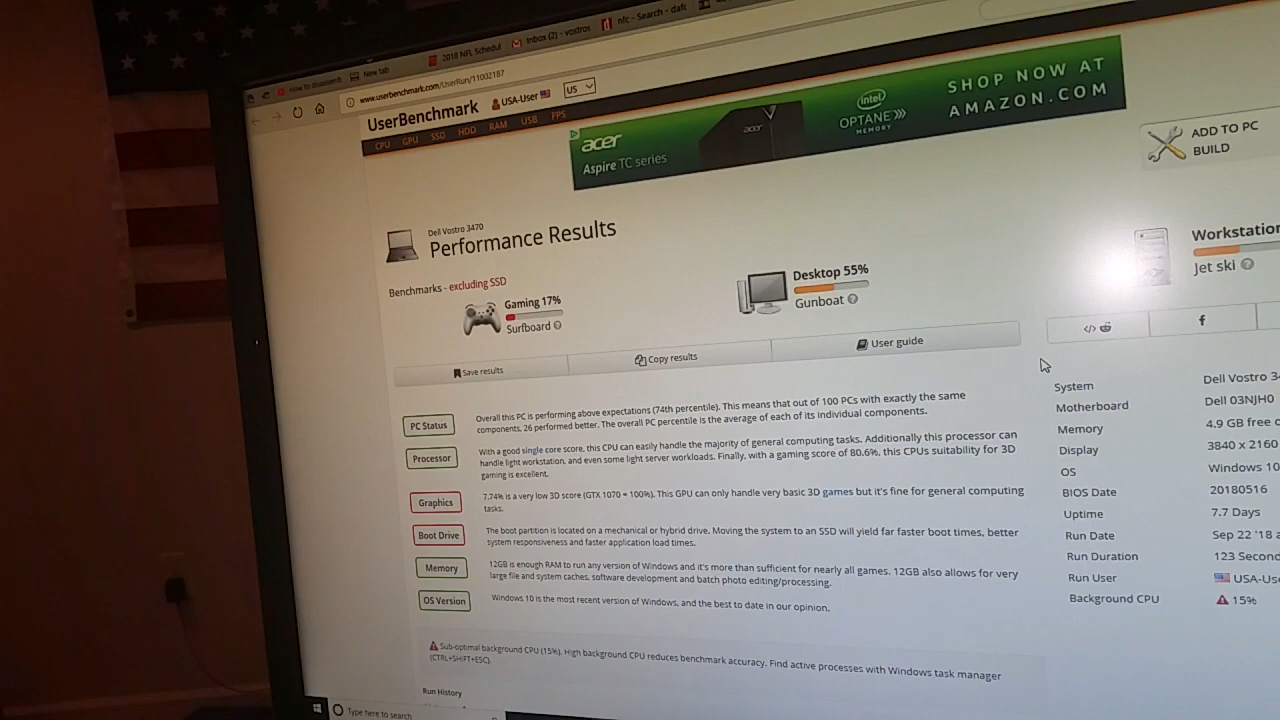 How to disassemb
New tab
2018 NFL Schedul
Inbox (2) - vostros
nfc - Search - dafc
www.userbenchmark.com/UserRun/11002187
UserBenchmark
USA-User
US
CPU GPU SSD HDD RAM USB FPS
acer
Aspire TC series
acer
intel
OPTANE
MEMORY
SHOP NOW AT
AMAZON.COM
ADD TO PC
BUILD
Dell Vostro 3470
Performance Results
Benchmarks - excluding SSD
Gaming 17%
Surfboard
Desktop 55%
Gunboat
Workstation
Jet ski
Save results
Copy results
User guide
PC Status
Overall this PC is performing above expectations (74th percentile). This means that out of 100 PCs with exactly the same
components, 26 performed better. The overall PC percentile is the average of each of its individual components.
Processor
With a good single core score, this CPU can easily handle the majority of general computing tasks. Additionally this processor can
handle light workstation, and even some light server workloads. Finally, with a gaming score of 80.6%, this CPUs suitability for 3D
gaming is excellent.
Graphics
7.74% is a very low 3D score (GTX 1070 = 100%). This GPU can only handle very basic 3D games but it's fine for general computing
tasks.
Boot Drive
The boot partition is located on a mechanical or hybrid drive. Moving the system to an SSD will yield far faster boot times, better
system responsiveness and faster application load times.
Memory
12GB is enough RAM to run any version of Windows and it's more than sufficient for nearly all games. 12GB also allows for very
large file and system caches, software development and batch photo editing/processing.
OS Version
Windows 10 is the most recent version of Windows, and the best to date in our opinion.
Sub-optimal background CPU (15%). High background CPU reduces benchmark accuracy. Find active processes with Windows task manager
(CTRL+SHIFT+ESC).
Run History
System Dell Vostro 34
Motherboard Dell 03NJH0
Memory 4.9 GB free o
Display 3840 x 2160
OS Windows 10
BIOS Date 20180516
Uptime 7.7 Days
Run Date Sep 22 '18 a
Run Duration 123 Second
Run User USA-Use
Background CPU 15%
Type here to search